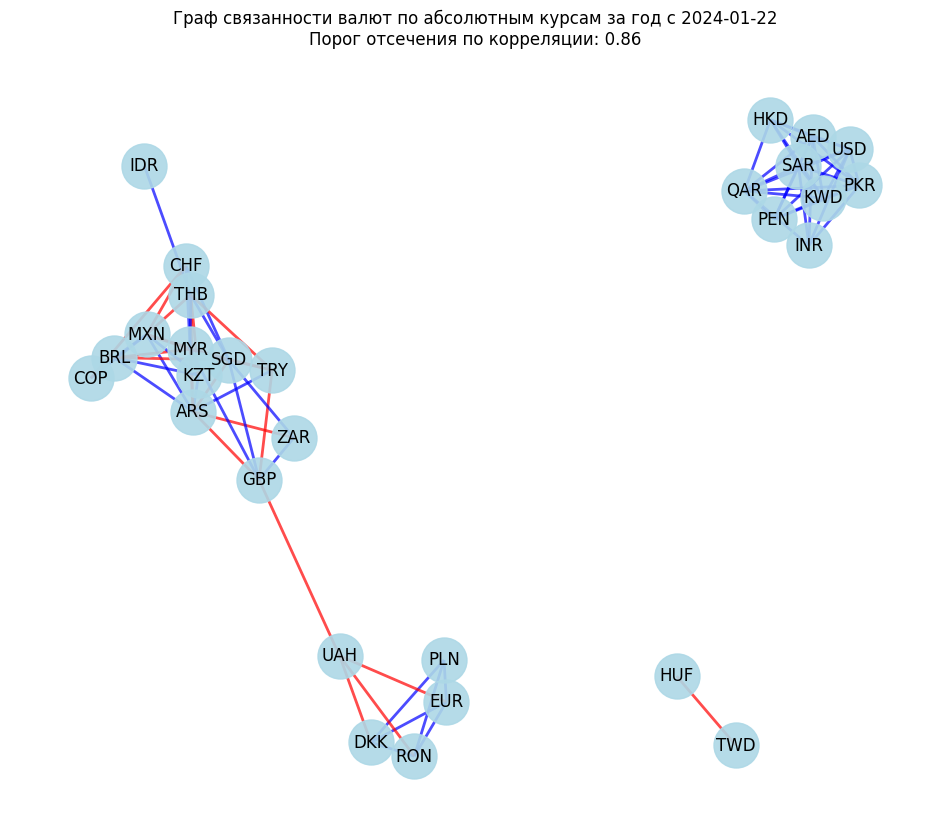 Граф связанности валют по абсолютным курсам за год с 2024-01-22
Порог отсечения по корреляции: 0.86
HKD
AED
USD
IDR
SAR
PKR
QAR
KWD
PEN
INR
CHF
THB
MXN
MYR
BRL
SGD
TRY
KZT
COP
ARS
ZAR
GBP
UAH
PLN
HUF
EUR
DKK
TWD
RON